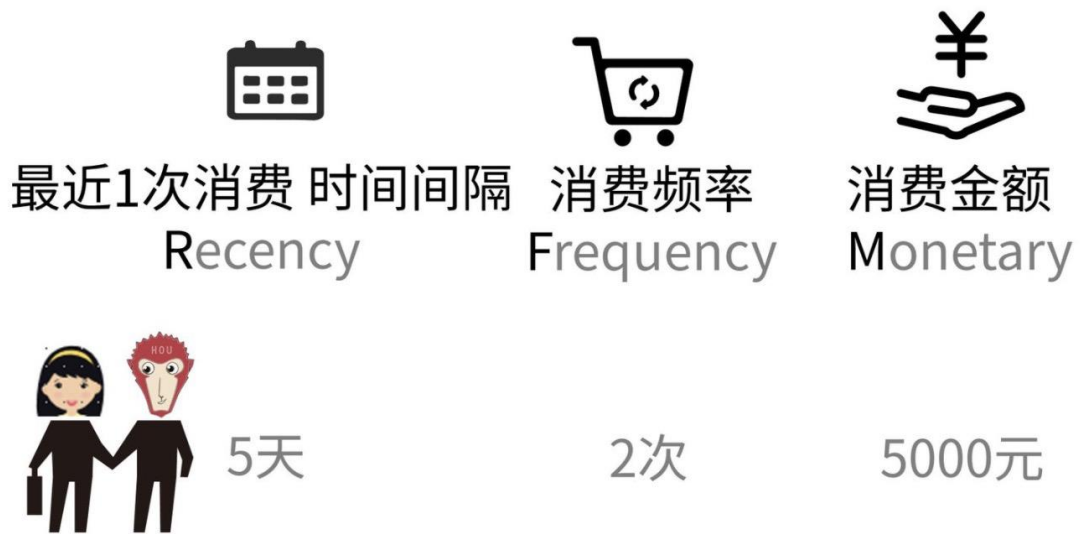 ¥
最近1次消费 时间间隔
消费频率
消费金额
Recency
Frequency
Monetary
HOU
5天
2次
5000元